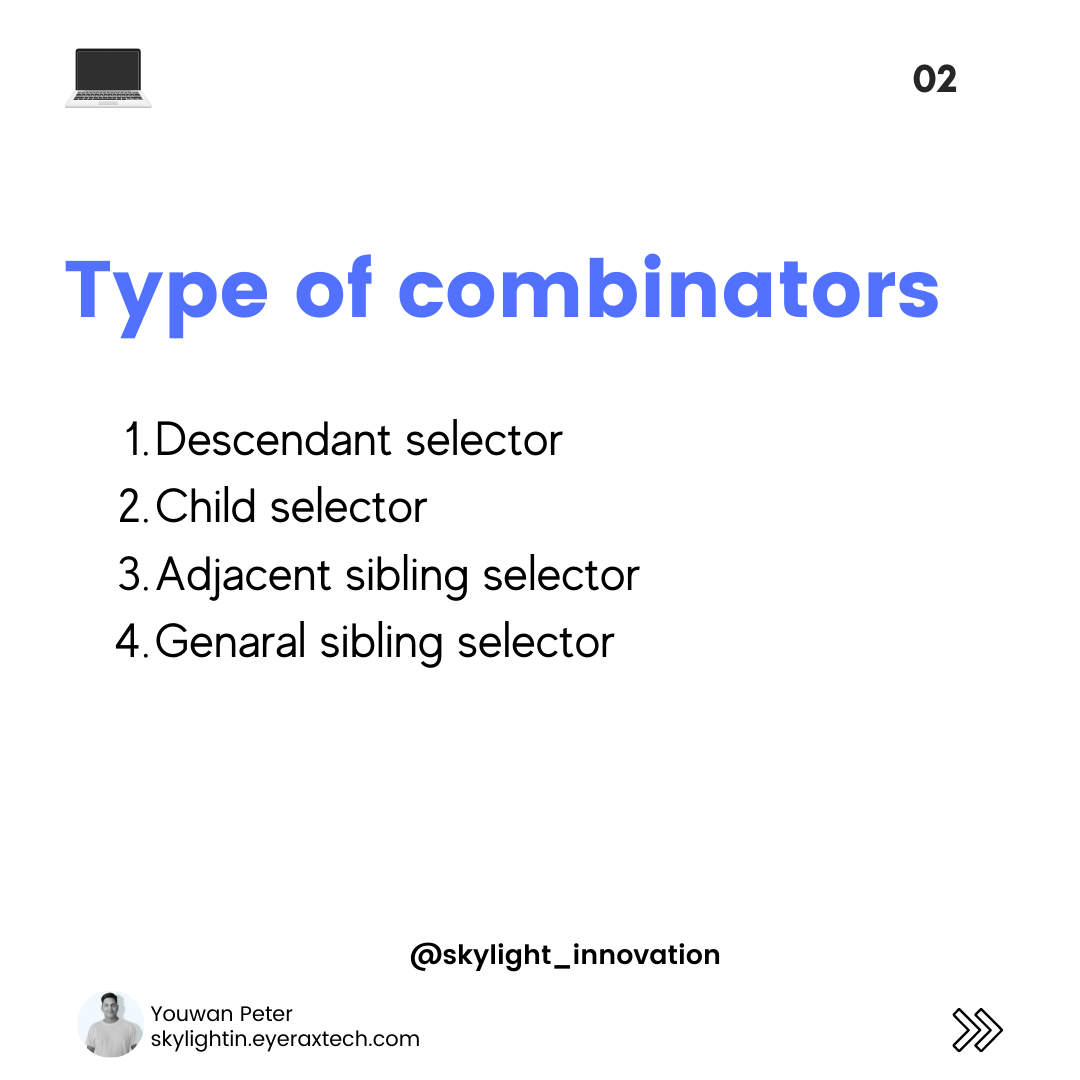 02
Type of combinators
1. Descendant selector
2. Child selector
3. Adjacent sibling selector
4. Genaral sibling selector
@skylight_innovation
Youwan Peter
skylightin.eyeraxtech.com